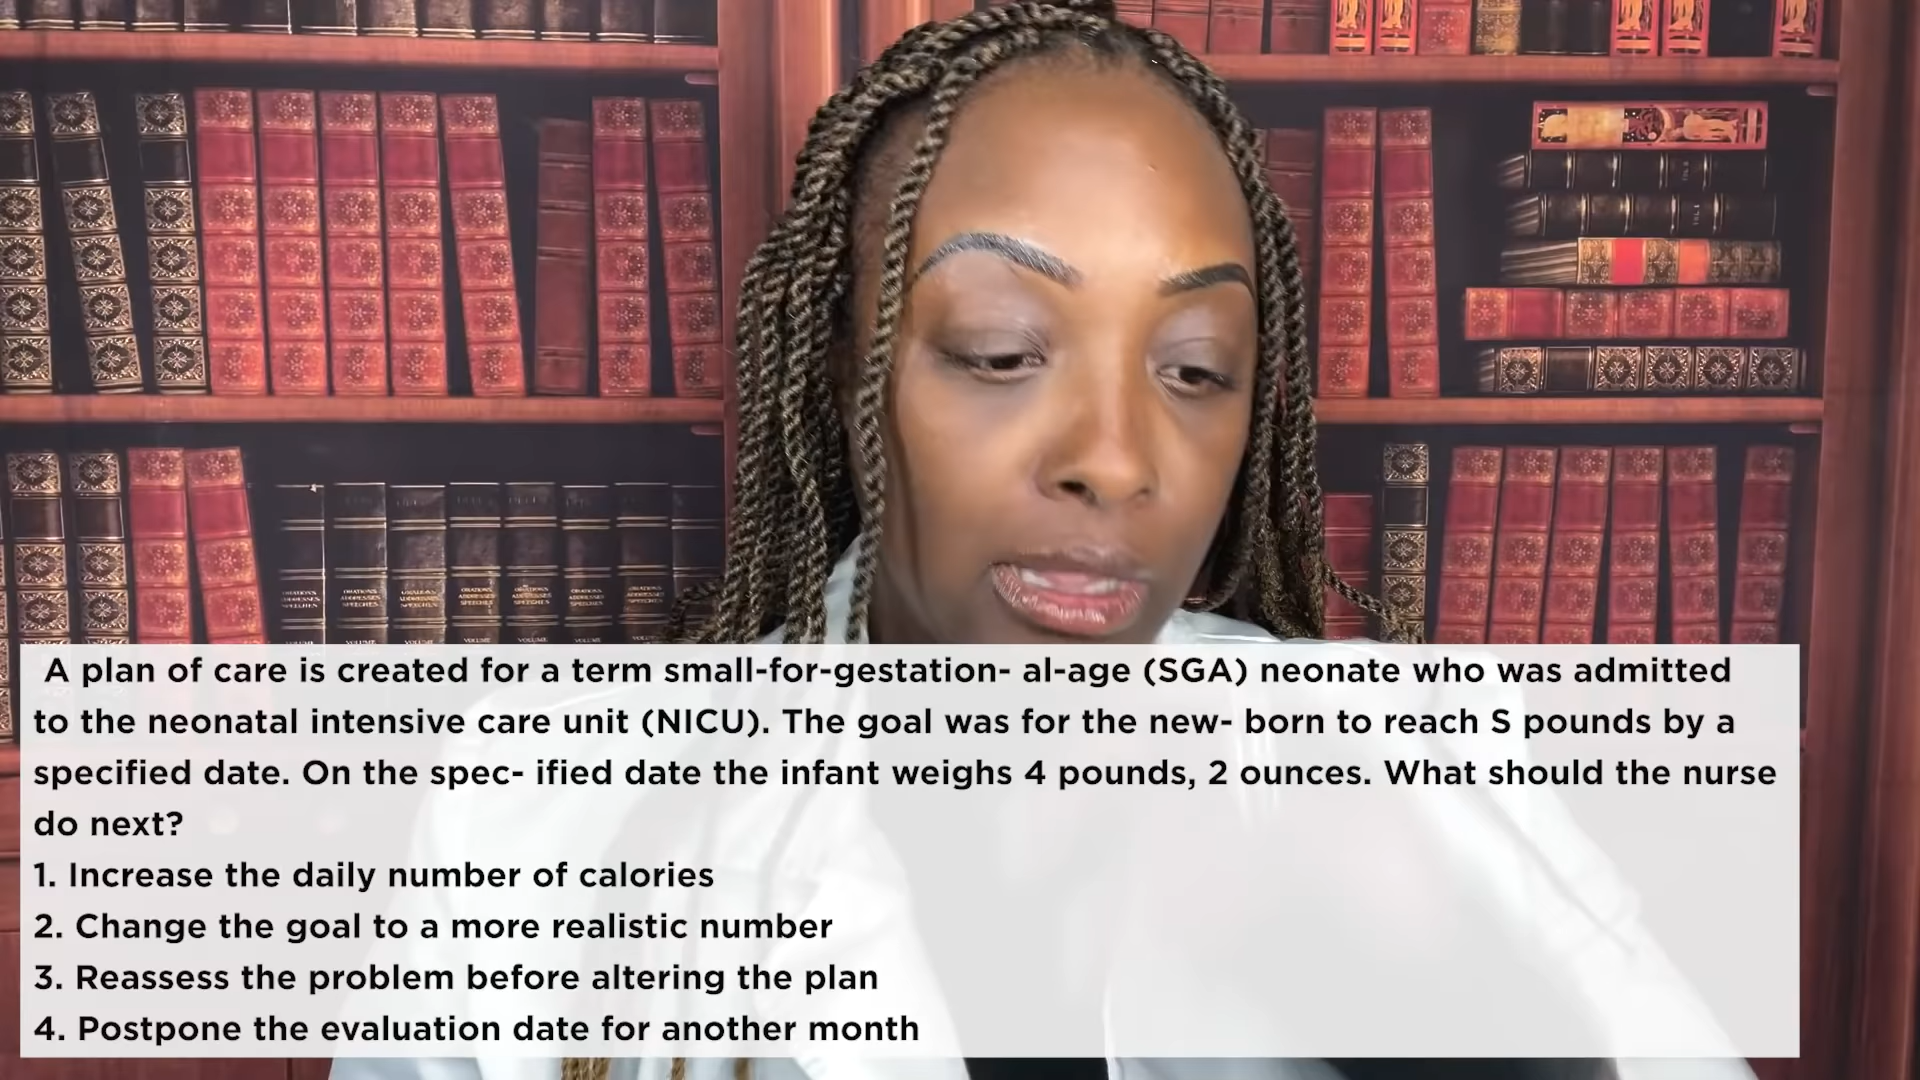 ORATIONS ADDRESSES SPEECHES
VOLUME
A plan of care is created for a term small-for-gestation- al-age (SGA) neonate who was admitted
to the neonatal intensive care unit (NICU). The goal was for the new- born to reach S pounds by a
specified date. On the spec- ified date the infant weighs 4 pounds, 2 ounces. What should the nurse
do next?
1. Increase the daily number of calories
2. Change the goal to a more realistic number
3. Reassess the problem before altering the plan
4. Postpone the evaluation date for another month